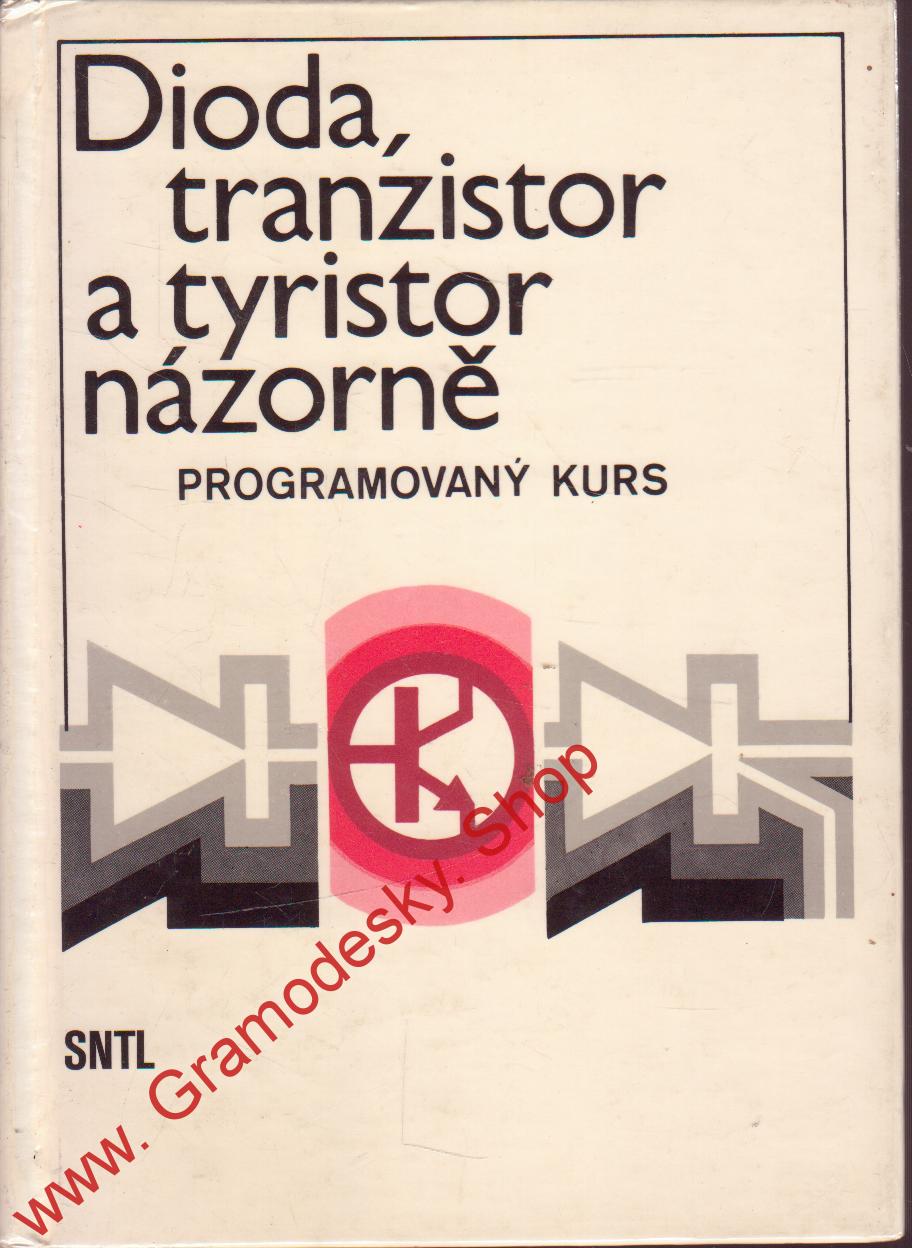 Dioda,
tranzistor
a tyristor
názorně
PROGRAMOVANÝ KURS
SNTL
www. Gramodesky. Shop